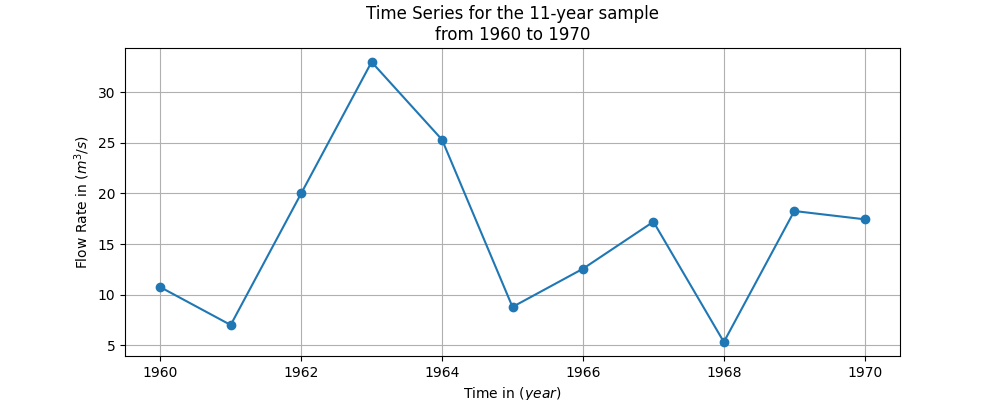 Time Series for the 11-year sample
from 1960 to 1970
Flow Rate in (m³/s)
30
25
20
15
10
5
1960 1962 1964 1966 1968 1970
Time in (year)